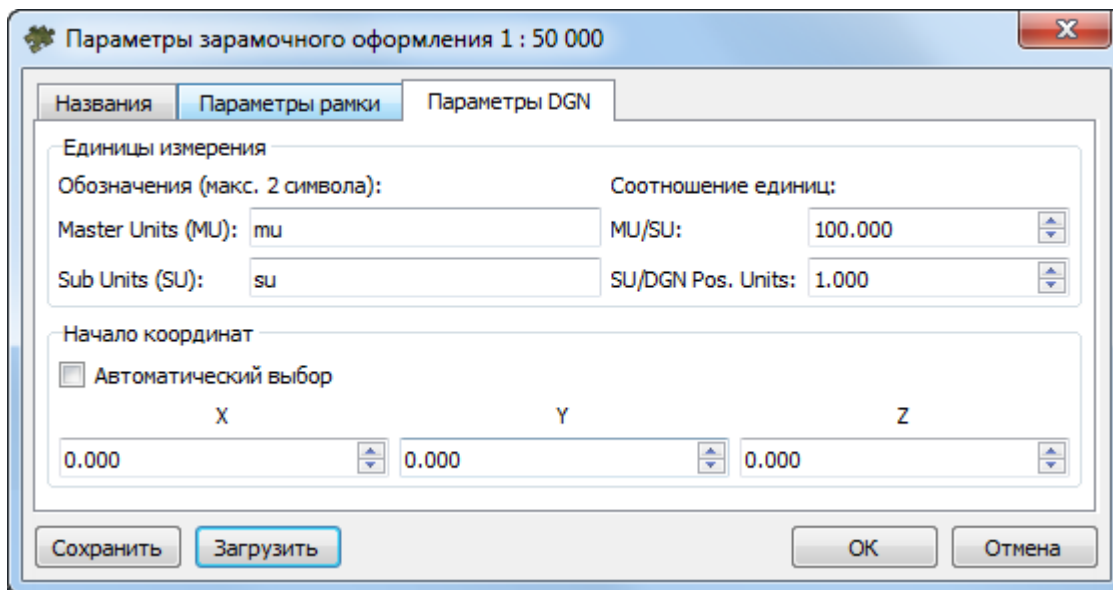 Параметры зарамочного оформления 1 : 50 000
Названия Параметры рамки Параметры DGN
Единицы измерения
Обозначения (макс. 2 символа): Соотношение единиц:
Master Units (MU): mu MU/SU: 100.000
Sub Units (SU): su SU/DGN Pos. Units: 1.000
Начало координат
Автоматический выбор
X Y Z
0.000 0.000 0.000
Сохранить Загрузить OK Отмена